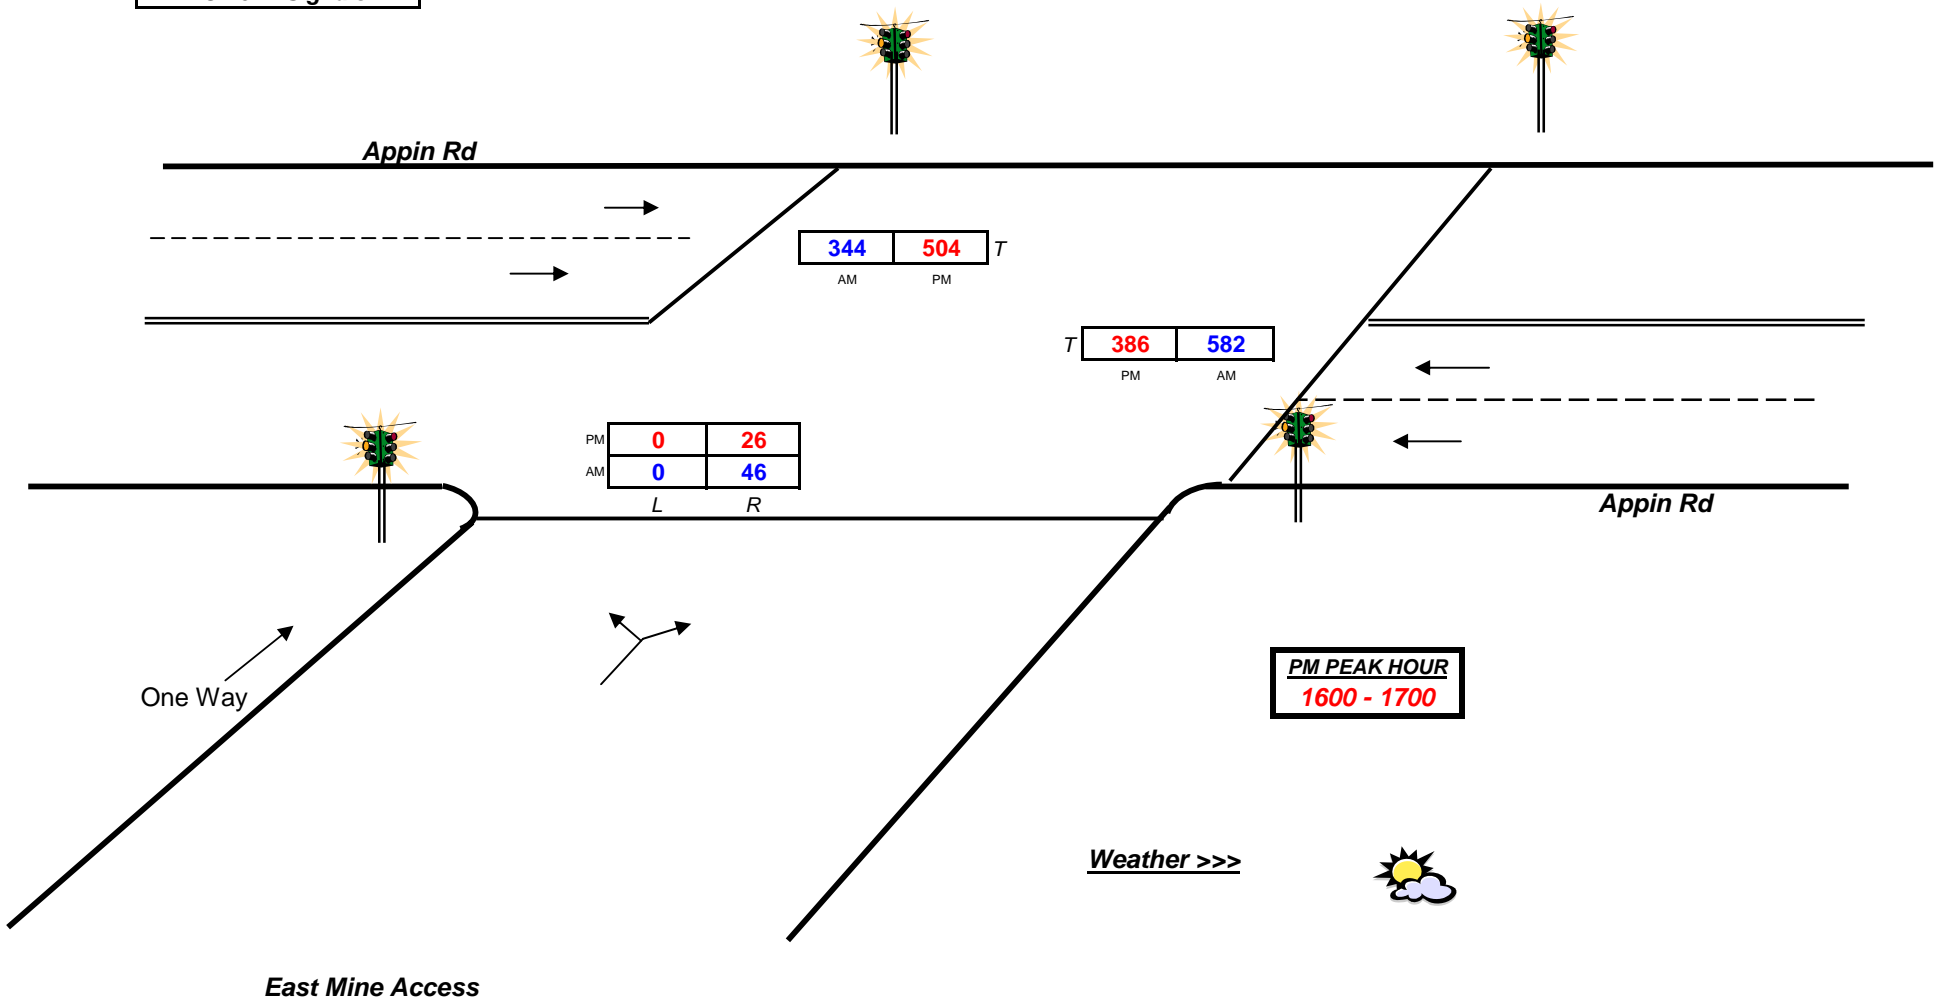 Appin Rd
344 504 T
AM PM
T 386 582
PM AM
PM 0 26
AM 0 46
L R
Appin Rd
One Way
PM PEAK HOUR
1600 - 1700
Weather >>>
East Mine Access